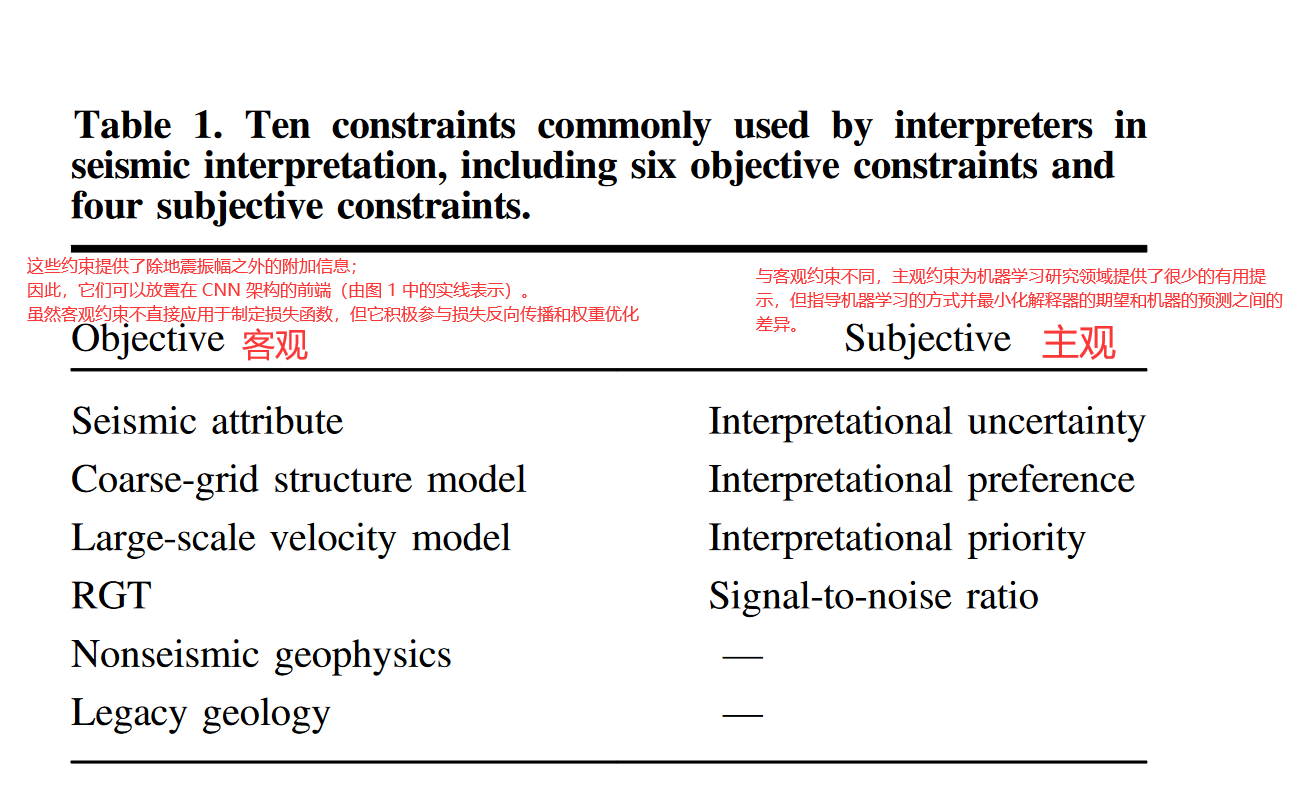 Table 1. Ten constraints commonly used by interpreters in
seismic interpretation, including six objective constraints and
four subjective constraints.
这些约束提供了除地震振幅之外的附加信息；
因此，它们可以放置在 CNN 架构的前端（由图 1 中的实线表示）。
虽然客观约束不直接应用于制定损失函数，但它积极参与损失反向传播和权重优化
与客观约束不同，主观约束为机器学习研究领域提供了很少的有用提
示，但指导机器学习的方式并最小化解释器的期望和机器的预测之间的
差异。
Objective 客观 Subjective 主观
Seismic attribute Interpretational uncertainty
Coarse-grid structure model Interpretational preference
Large-scale velocity model Interpretational priority
RGT Signal-to-noise ratio
Nonseismic geophysics —
Legacy geology —